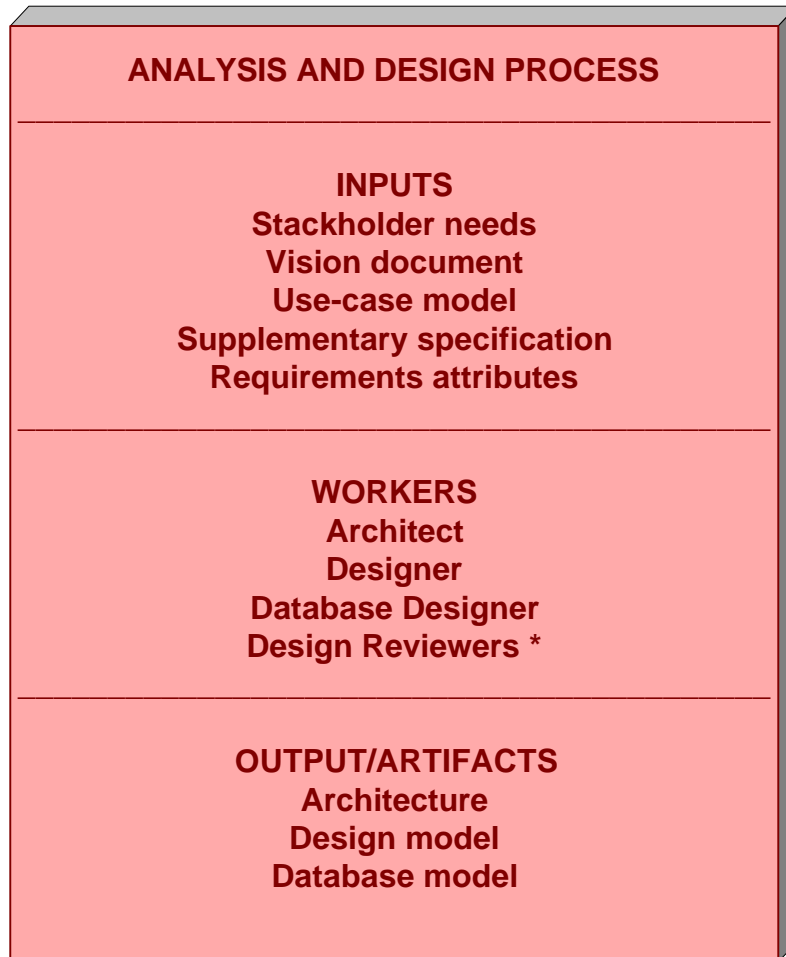 ANALYSIS AND DESIGN PROCESS
INPUTS
Stackholder needs
Vision document
Use-case model
Supplementary specification
Requirements attributes
WORKERS
Architect
Designer
Database Designer
Design Reviewers *
OUTPUT/ARTIFACTS
Architecture
Design model
Database model